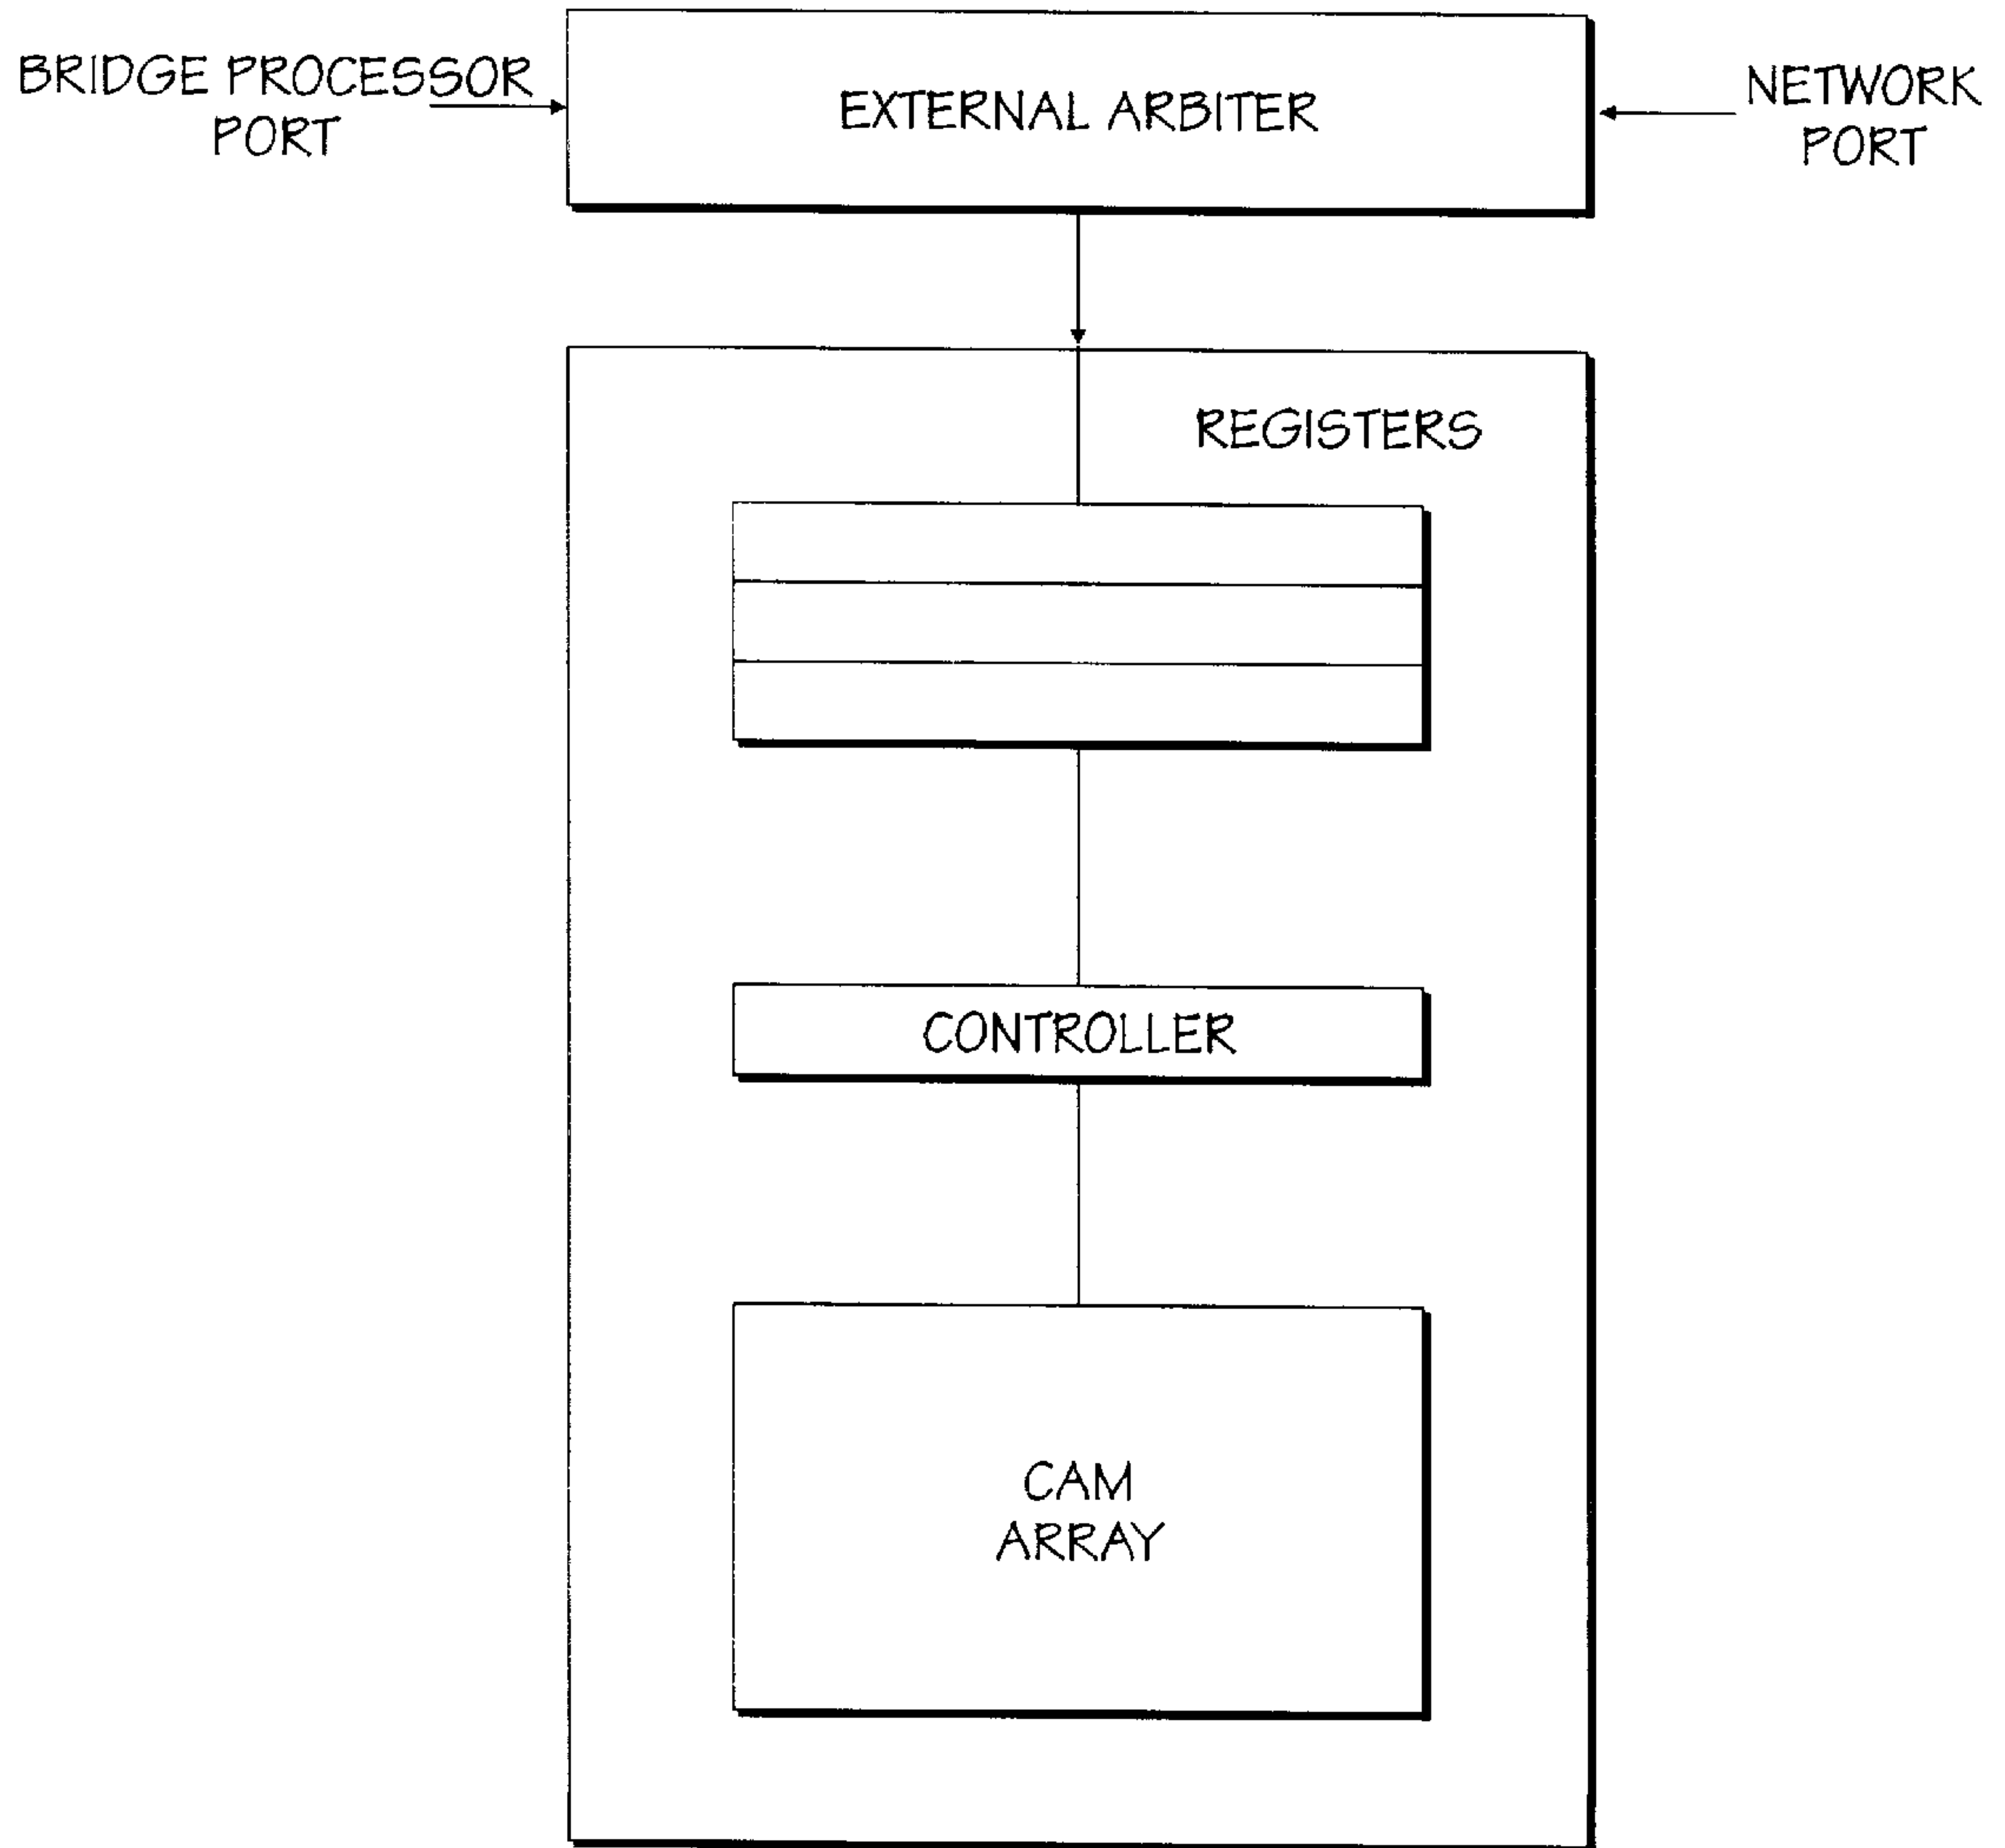 BRIDGE PROCESSOR
PORT
EXTERNAL ARBITER
NETWORK
PORT
REGISTERS
CONTROLLER
CAM
ARRAY